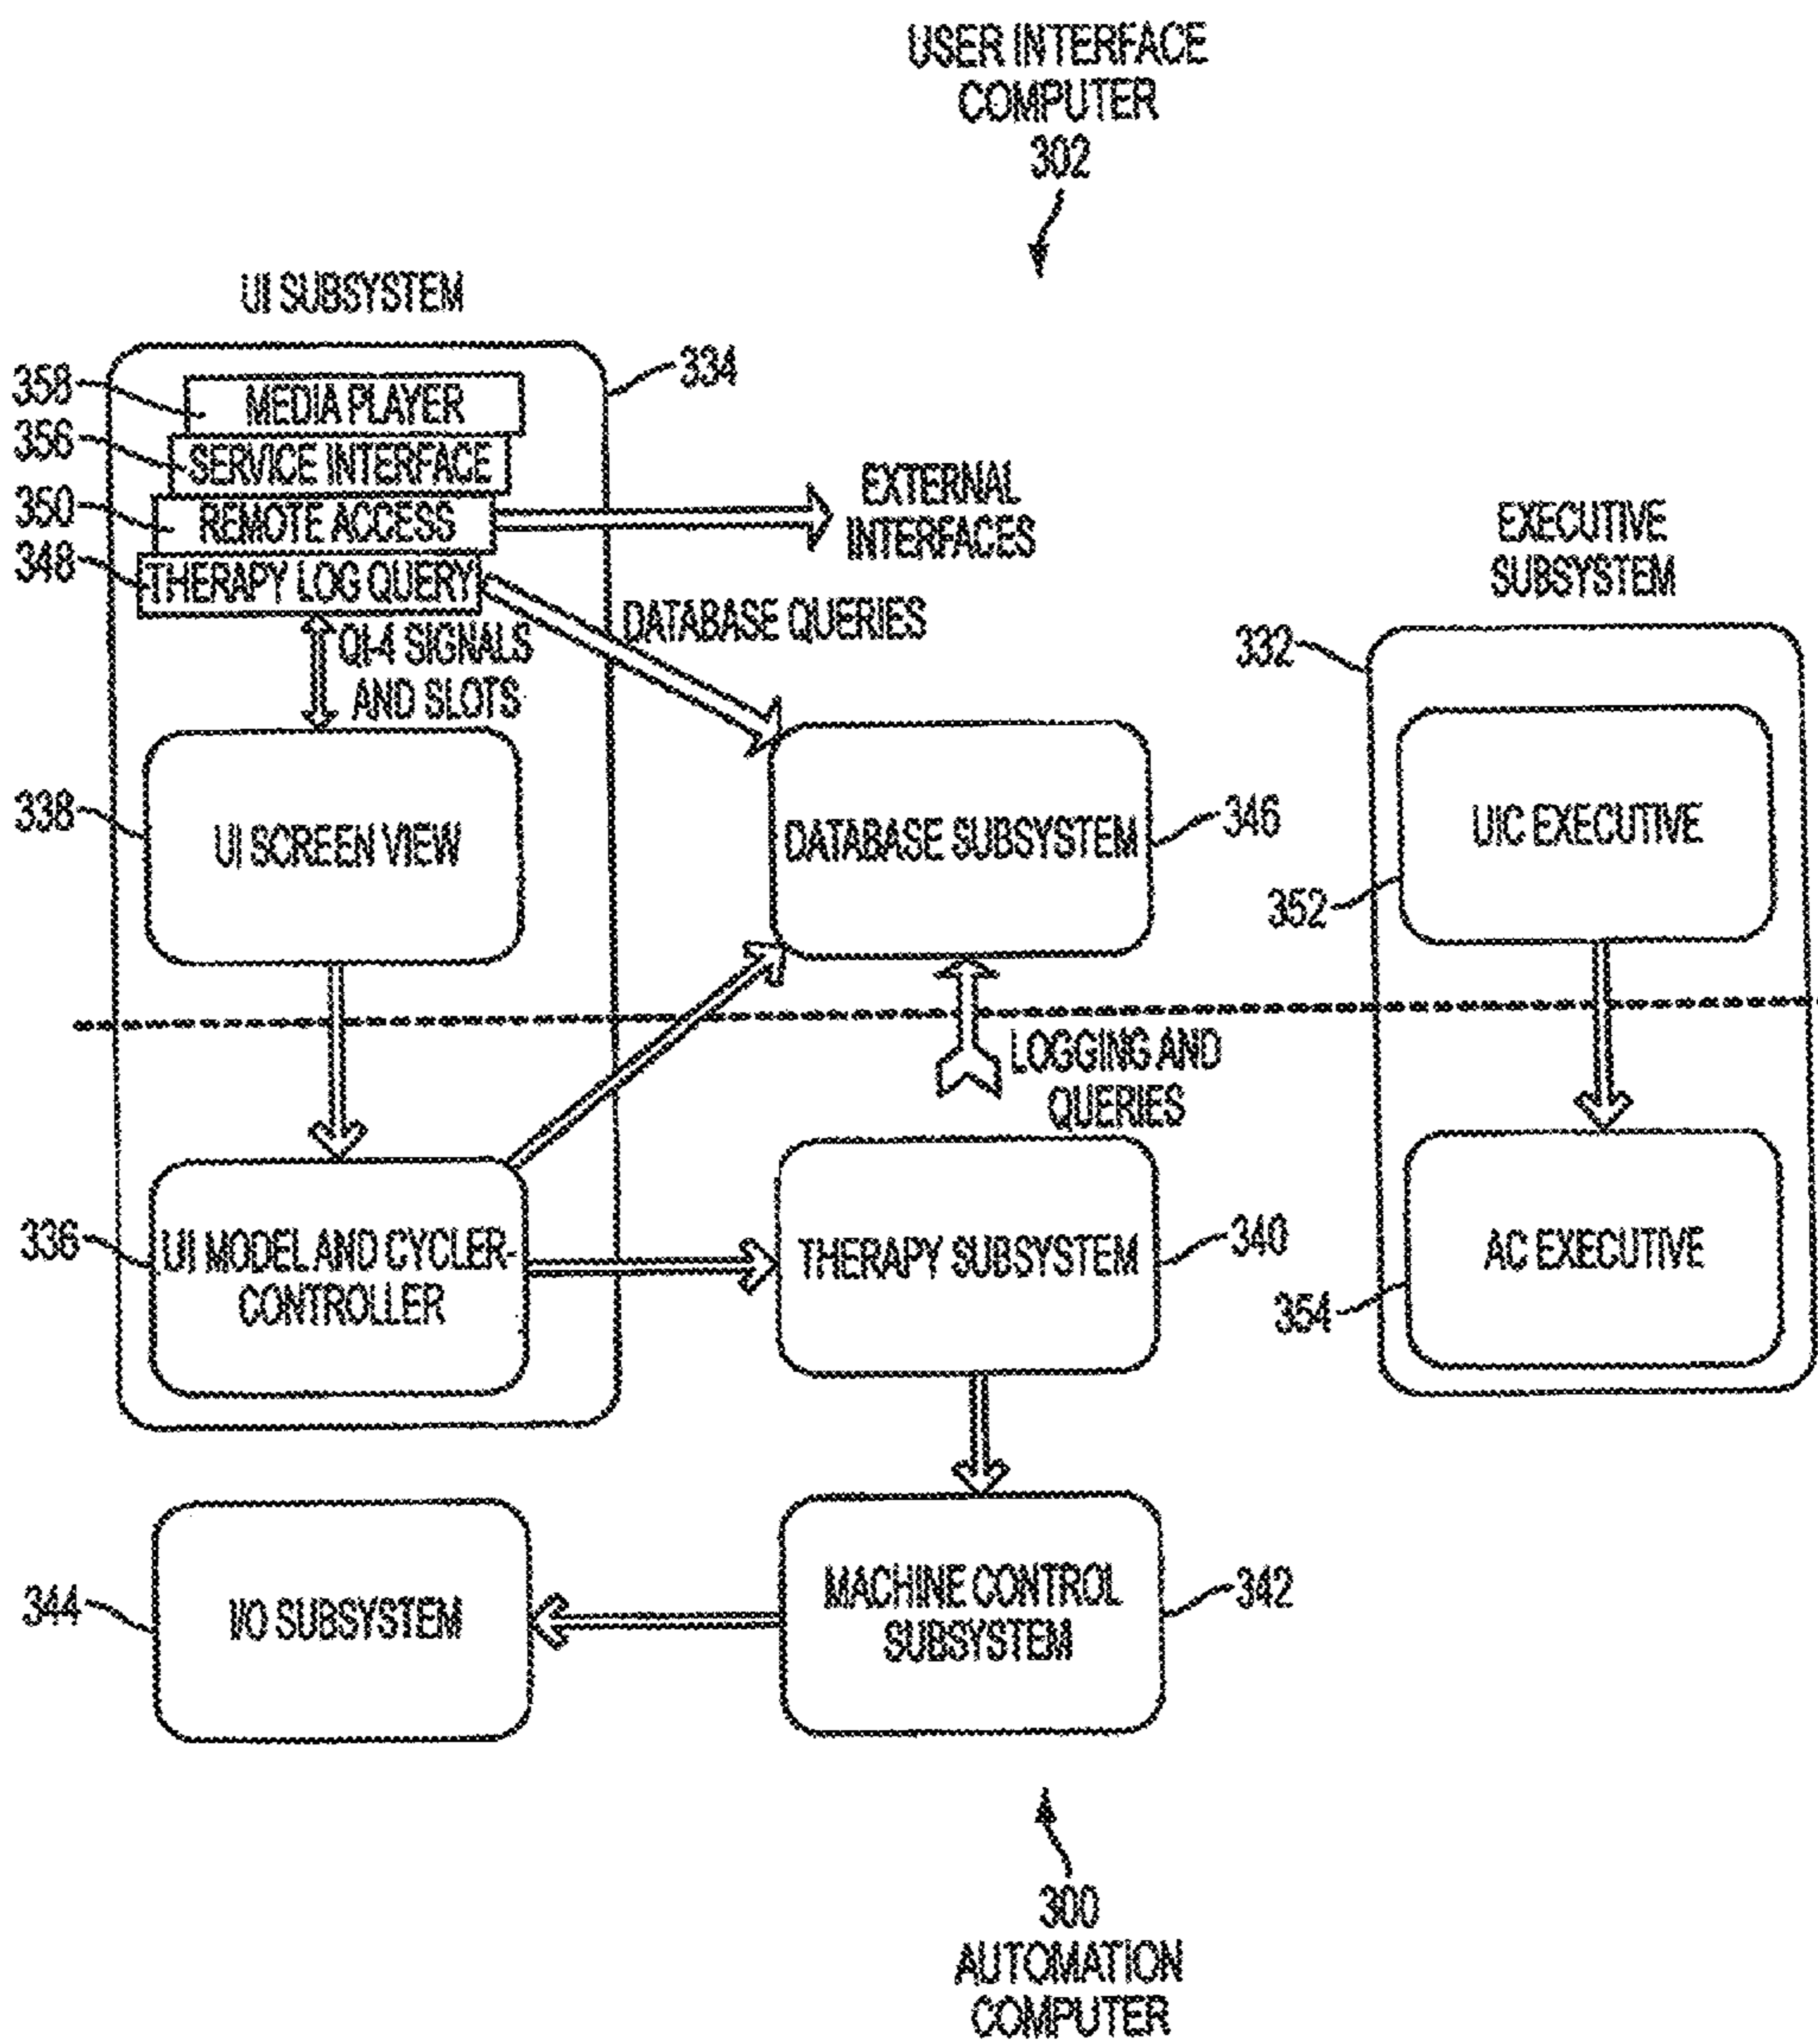 USER INTERFACE
COMPUTER
302
UI SUBSYSTEM
334
358
MEDIA PLAYER
356
SERVICE INTERFACE
350
REMOTE ACCESS
348
THERAPY LOG QUERY
EXTERNAL
INTERFACES
EXECUTIVE
SUBSYSTEM
DATABASE QUERIES
QI-4 SIGNALS
AND SLOTS
332
338
UI SCREEN VIEW
DATABASE SUBSYSTEM
346
UIC EXECUTIVE
352
LOGGING AND
QUERIES
336
UI MODEL AND CYCLER-
CONTROLLER
THERAPY SUBSYSTEM
340
AC EXECUTIVE
354
344
I/O SUBSYSTEM
MACHINE CONTROL
SUBSYSTEM
342
300
AUTOMATION
COMPUTER